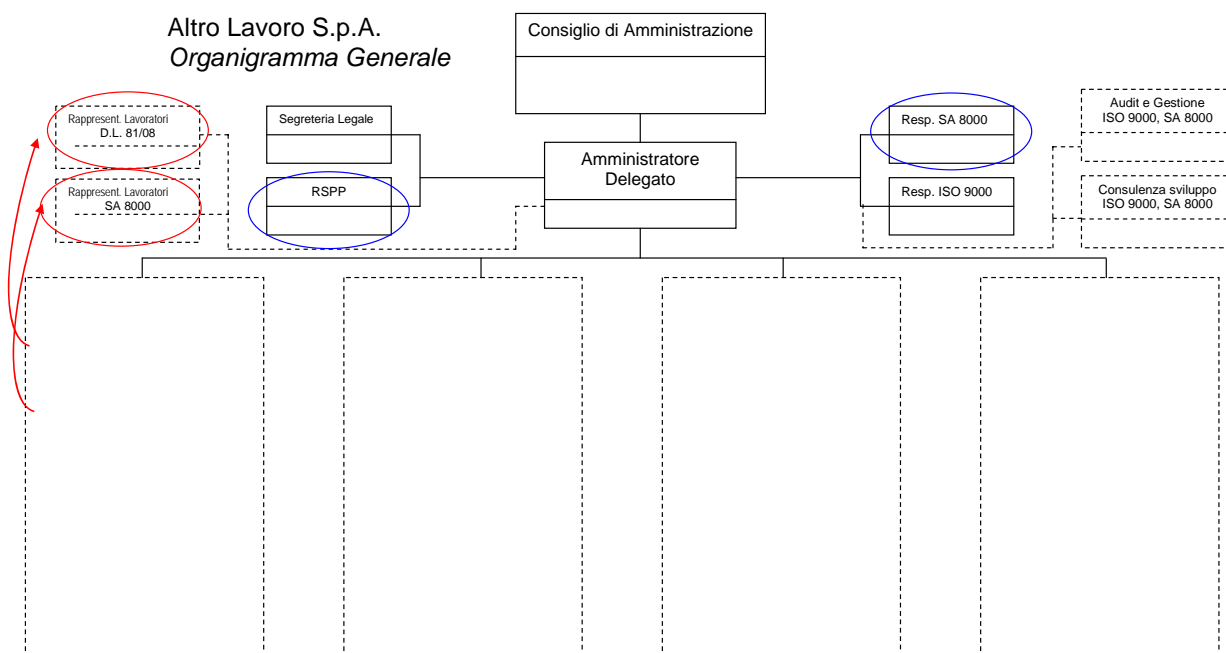 Altro Lavoro S.p.A.
Organigramma Generale
Consiglio di Amministrazione
Rappresent. Lavoratori
D.L. 81/08
Segreteria Legale
Resp. SA 8000
Audit e Gestione
ISO 9000, SA 8000
Amministratore
Delegato
Rappresent. Lavoratori
SA 8000
RSPP
Resp. ISO 9000
Consulenza sviluppo
ISO 9000, SA 8000